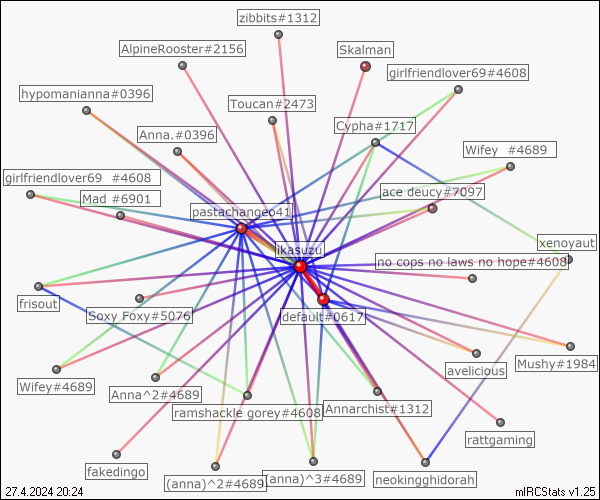 zibbits#1312
AlpineRooster#2156
Skalman
girlfriendlover69#4608
hypomanianna#0396
Toucan#2473
Cypha#1717
Anna.#0396
Wifey #4689
girlfriendlover69 #4608
Mad #6901
ace deucy#7097
pastachangeo41
xenoyaut
likasuzu
no cops no laws no hope#4608
frisout
Soxy Foxy#5076
default#0617
avelicious
Mushy#1984
Wifey#4689
Anna^2#4689
ramshackle gorey#4608
Annarchist#1312
rattgaming
fakedingo
(anna)^2#4689
(anna)^3#4689
neokingghidorah
27.4.2024 20:24
mIRCStats v1.25